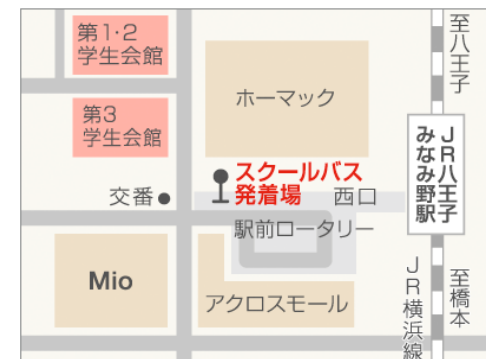 第1・2
学生会館
至八王子
ホーマック
第3
学生会館
JR八王子
みなみ野駅
スクールバス
発着場
西口
交番
駅前ロータリー
Mio
アクロスモール
JR横浜線
至橋本